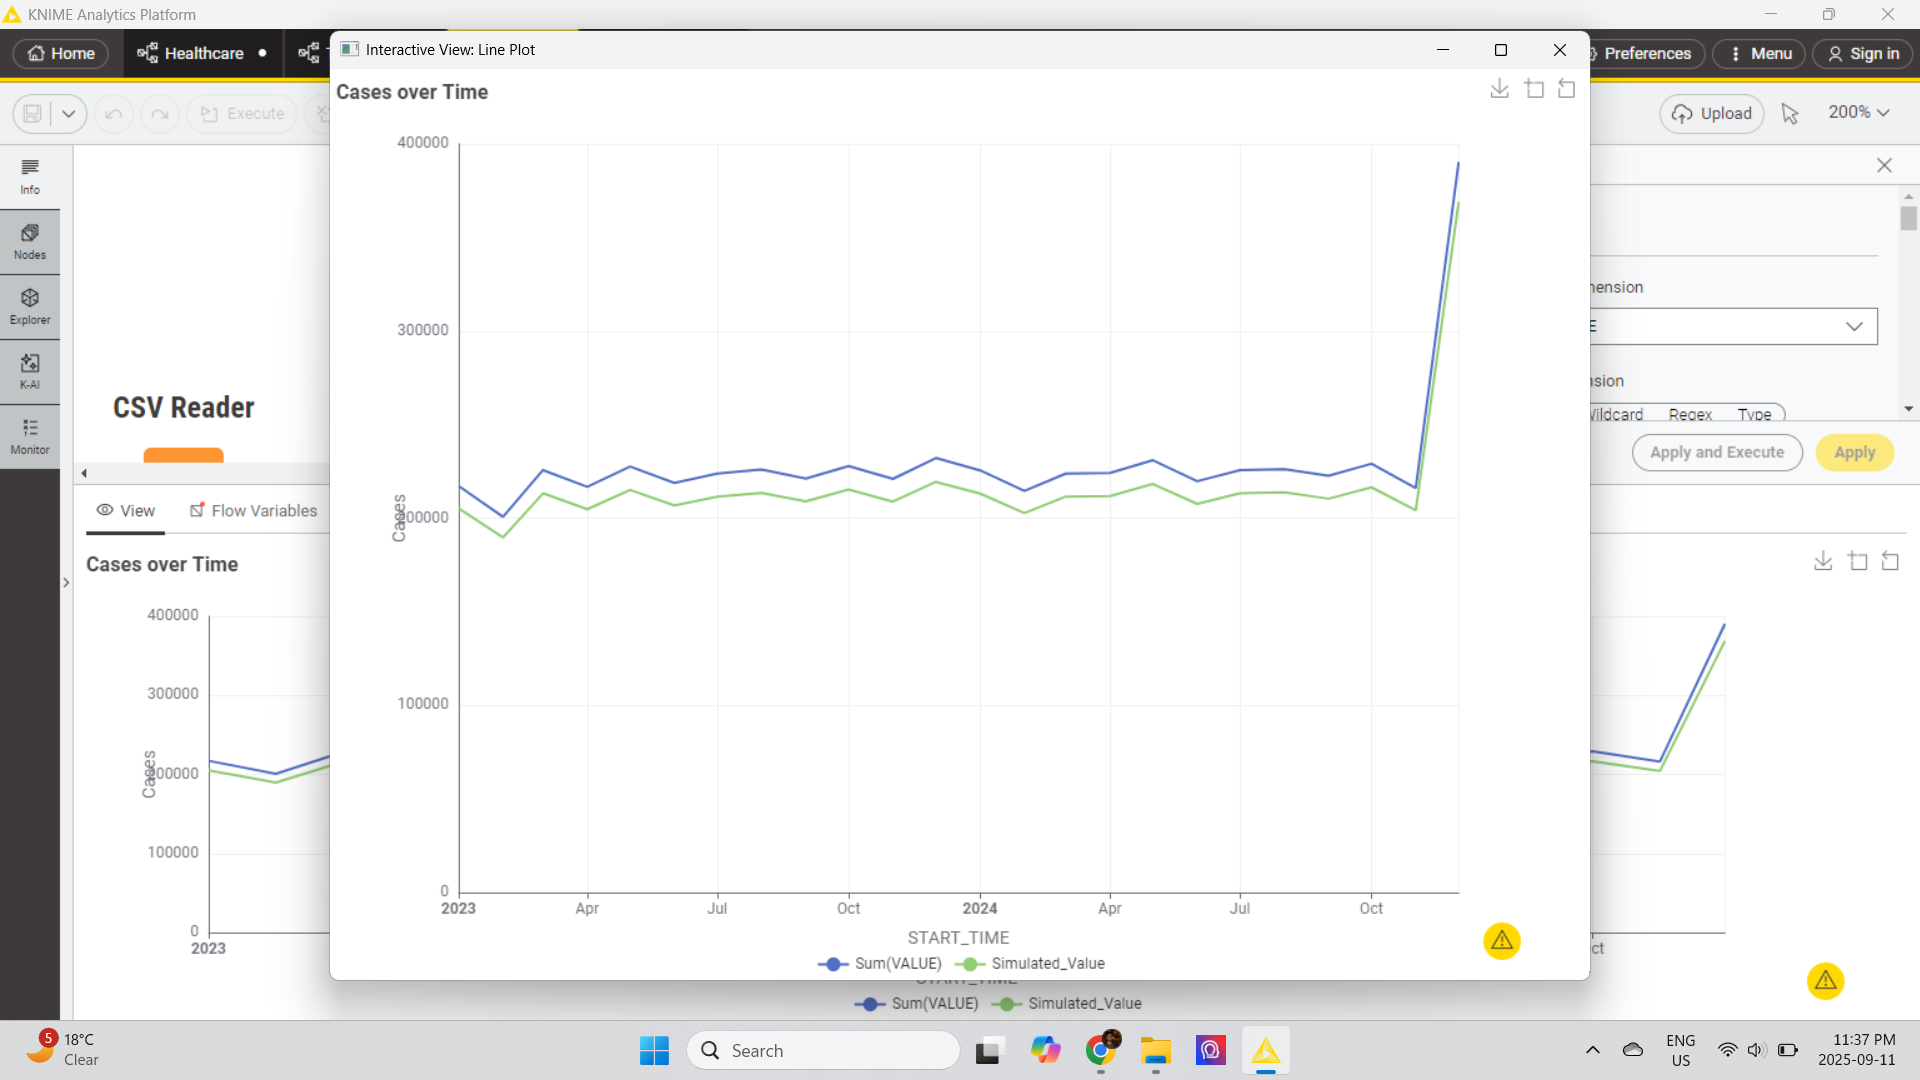 KNIME Analytics Platform
Home
Healthcare
Preferences
Menu
Sign in
Execute
Upload
200%
Info
Nodes
Explorer
K-AI
Monitor
CSV Reader
View
Flow Variables
Cases over Time
400000
300000
00000
100000
0
Cases
2023
Interactive View: Line Plot
Cases over Time
400000
300000
00000
100000
0
Cases
2023
Apr
Jul
Oct
2024
Apr
Jul
Oct
START_TIME
Sum(VALUE)
Simulated_Value
Sum(VALUE)
Simulated_Value
E
Regex
Type
Apply and Execute
Apply
5
18°C
Clear
Search
ENG
US
11:37 PM
2025-09-11